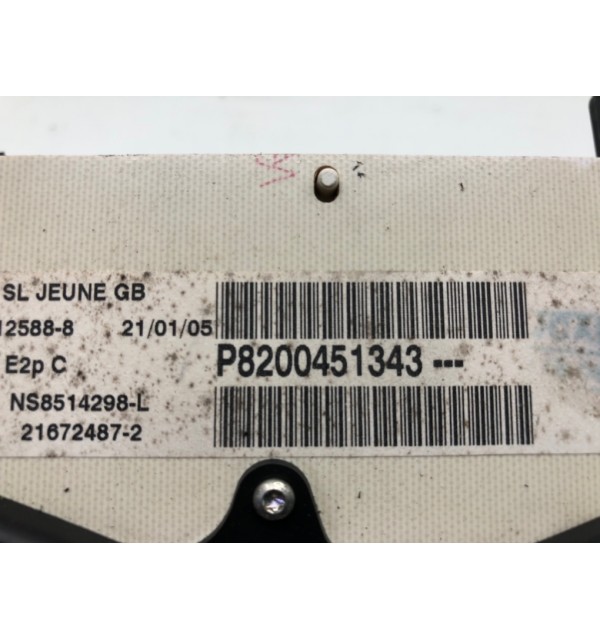 SL JEUNE GB
12588-8 21/01/05
E2p C
P8200451343 ---
NS8514298-L
21672487-2